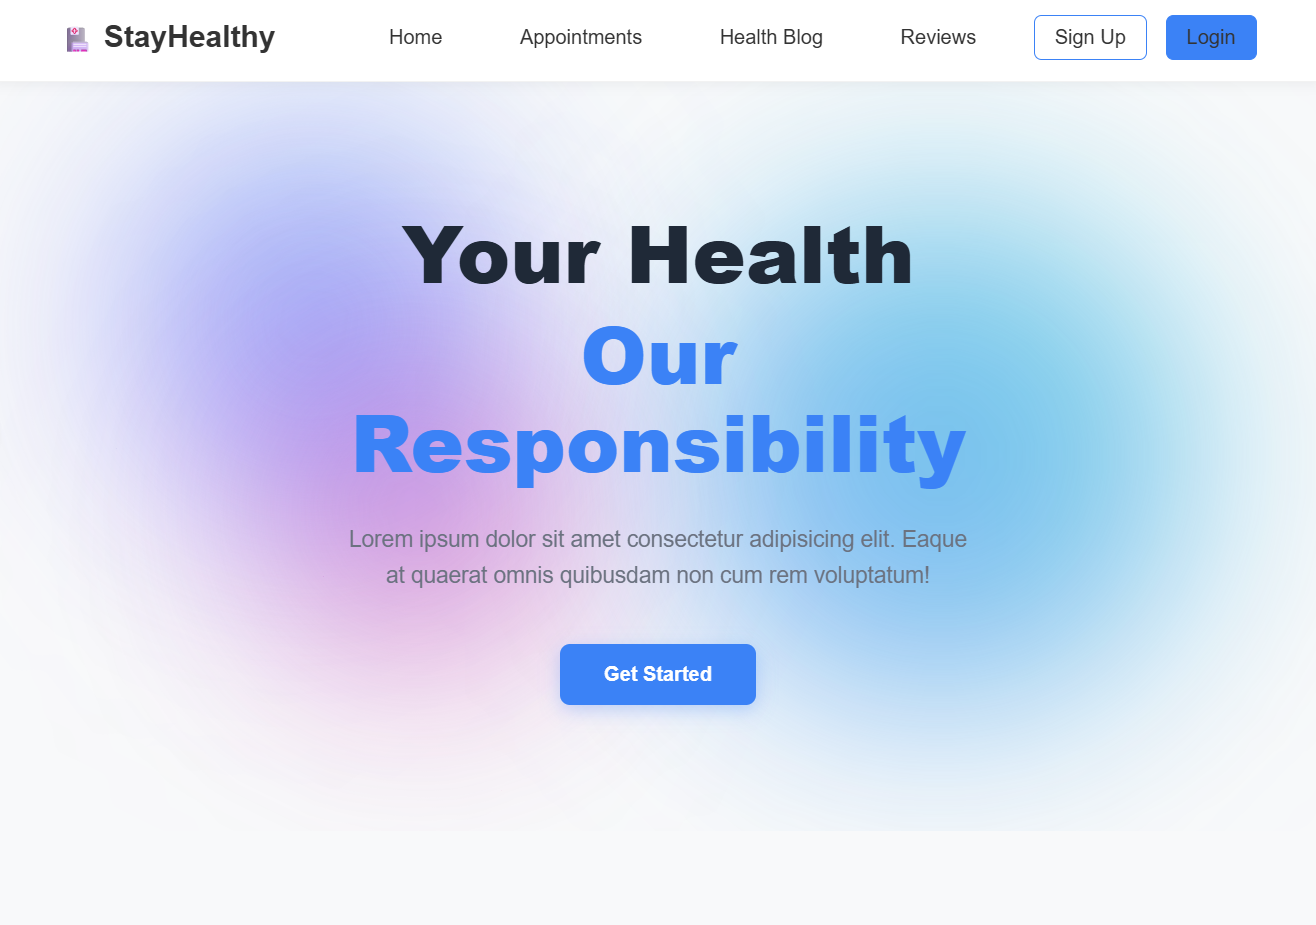 StayHealthy
Home
Appointments
Health Blog
Reviews
Sign Up
Login
Your Health
Our
Responsibility
Lorem ipsum dolor sit amet consectetur adipisicing elit. Eaque
at quaerat omnis quibusdam non cum rem voluptatum!
Get Started